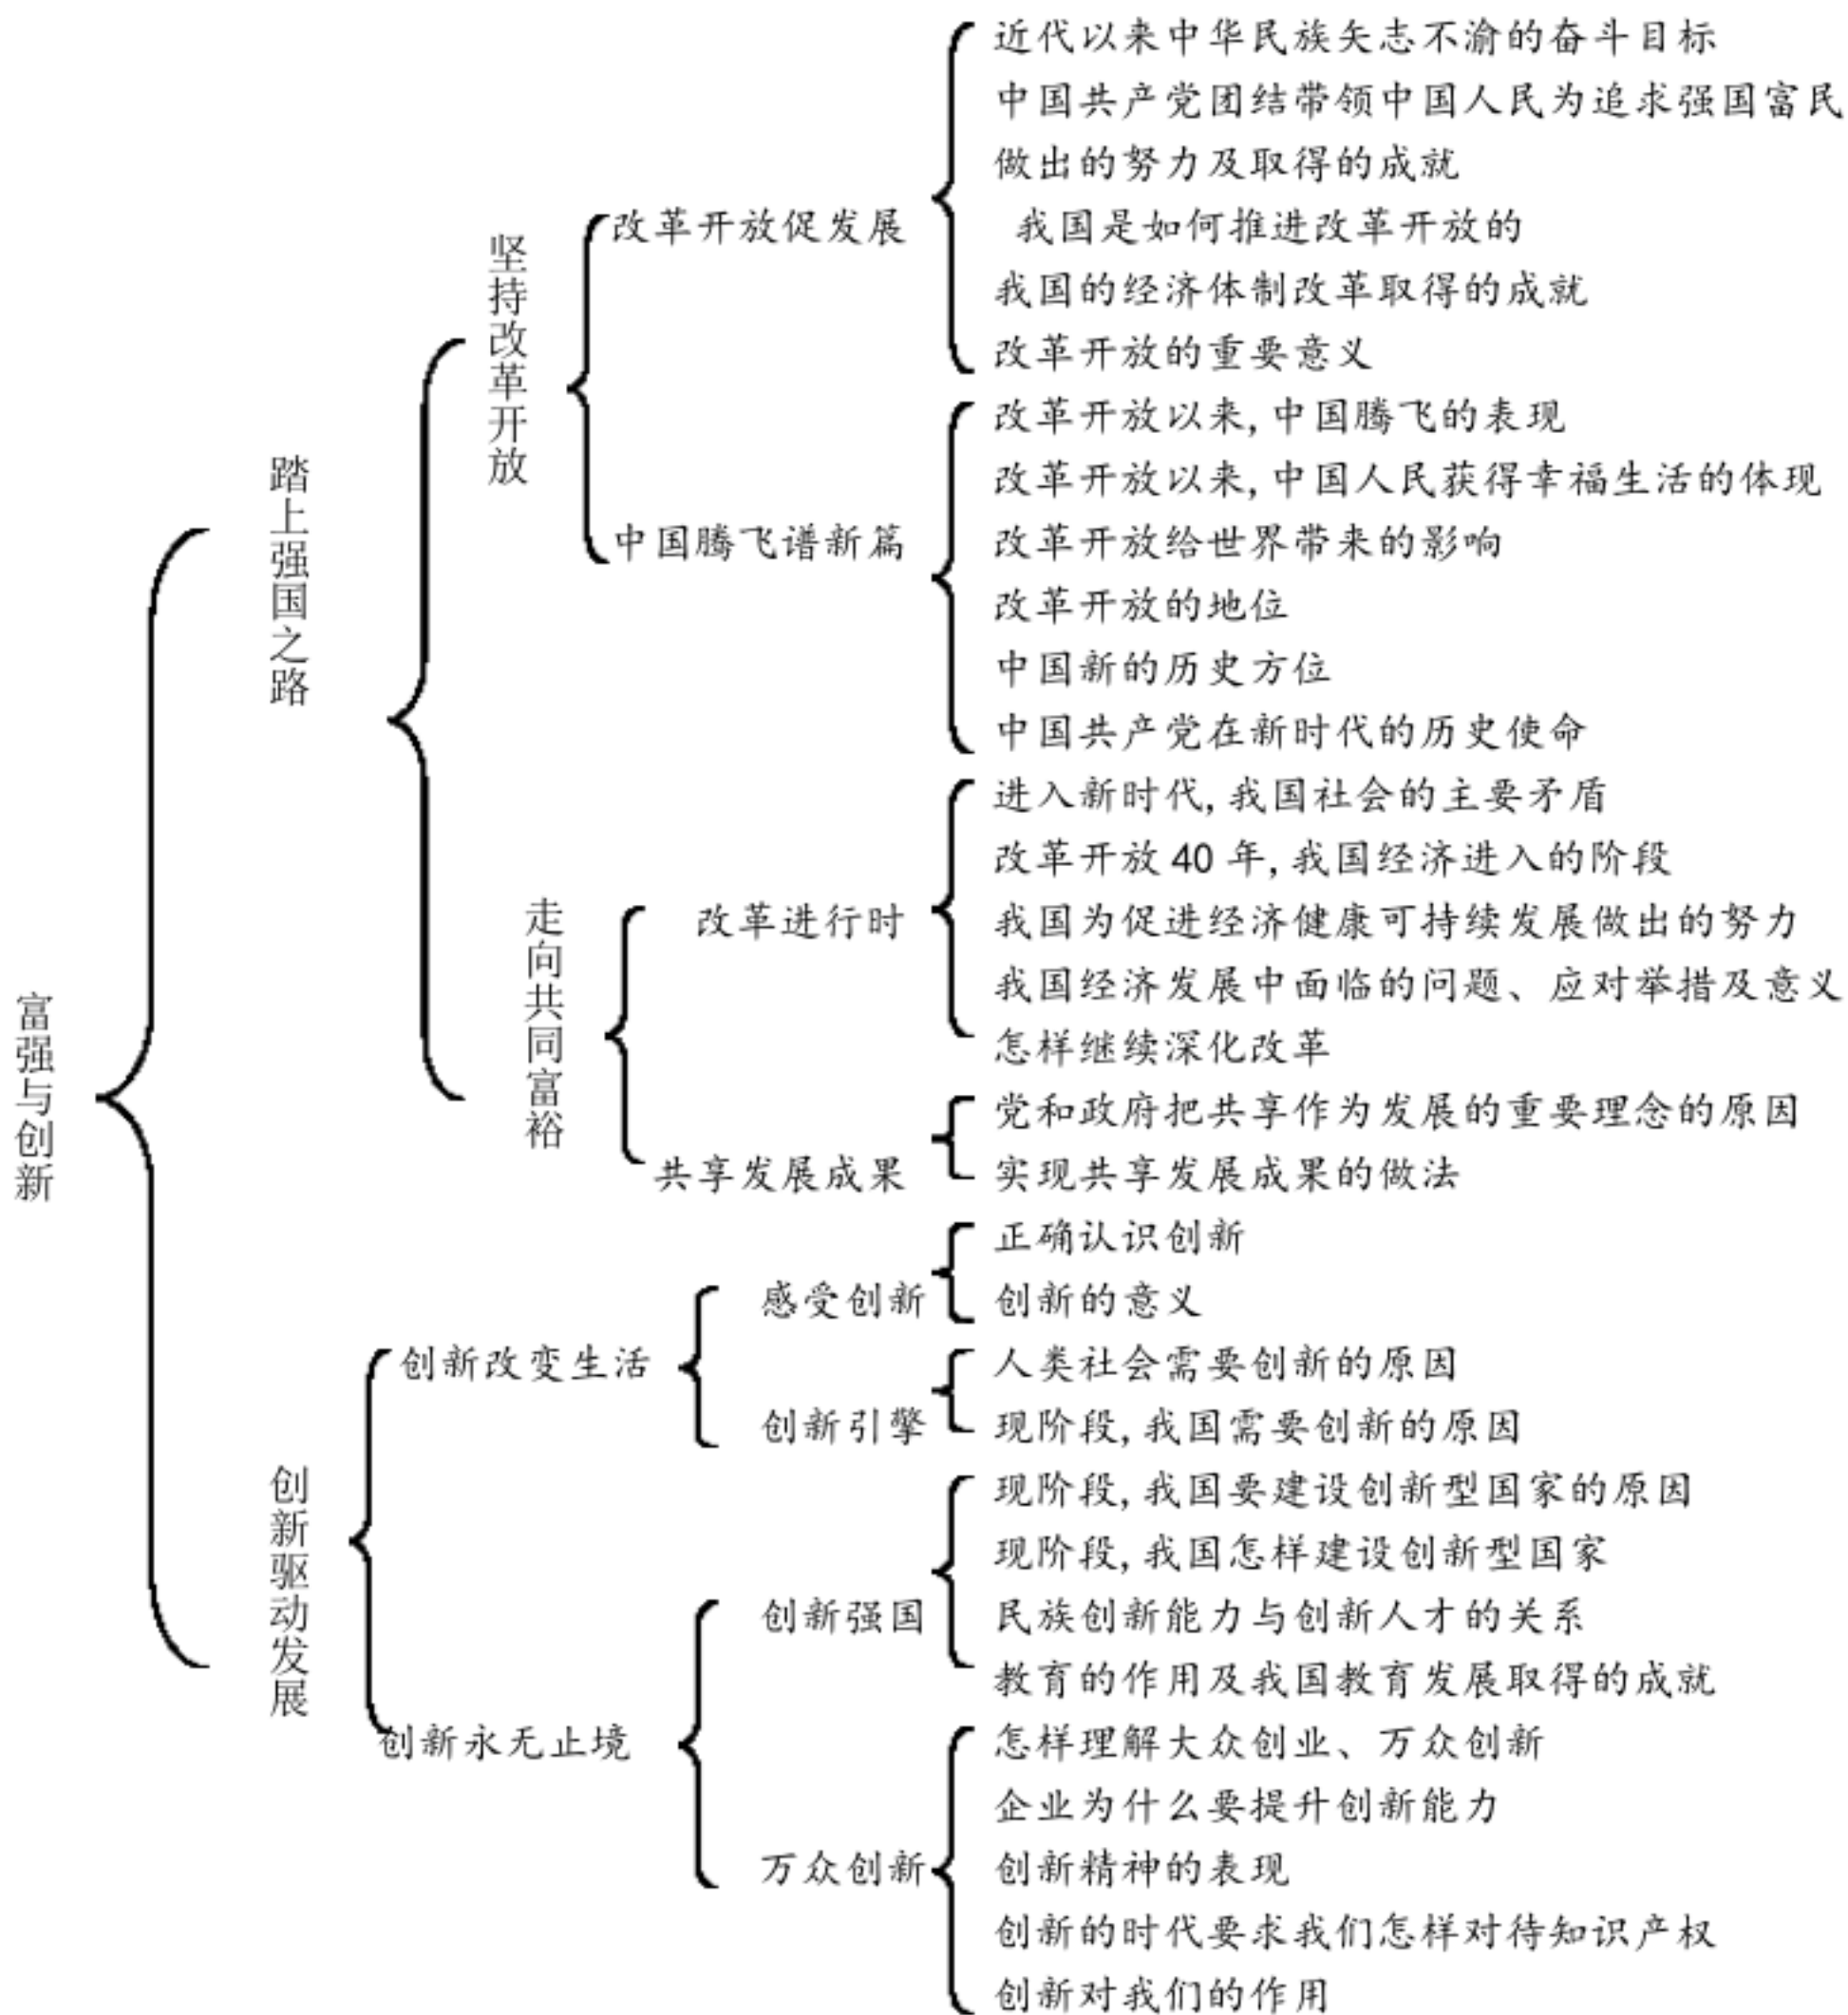 富强与创新
踏上强国之路
坚持改革开放
改革开放促发展
近代以来中华民族矢志不渝的奋斗目标
中国共产党团结带领中国人民为追求强国富民
做出的努力及取得的成就
我国是如何推进改革开放的
我国的经济体制改革取得的成就
改革开放的重要意义
中国腾飞谱新篇
改革开放以来,中国腾飞的表现
改革开放以来,中国人民获得幸福生活的体现
改革开放给世界带来的影响
改革开放的地位
中国新的历史方位
中国共产党在新时代的历史使命
走向共同富裕
改革进行时
进入新时代,我国社会的主要矛盾
改革开放 40 年,我国经济进入的阶段
我国为促进经济健康可持续发展做出的努力
我国经济发展中面临的问题、应对举措及意义
怎样继续深化改革
共享发展成果
党和政府把共享作为发展的重要理念的原因
实现共享发展成果的做法
创新驱动发展
创新改变生活
感受创新
正确认识创新
创新的意义
创新引擎
人类社会需要创新的原因
现阶段,我国需要创新的原因
创新永无止境
创新强国
现阶段,我国要建设创新型国家的原因
现阶段,我国怎样建设创新型国家
民族创新能力与创新人才的关系
教育的作用及我国教育发展取得的成就
万众创新
怎样理解大众创业、万众创新
企业为什么要提升创新能力
创新精神的表现
创新的时代要求我们怎样对待知识产权
创新对我们的作用